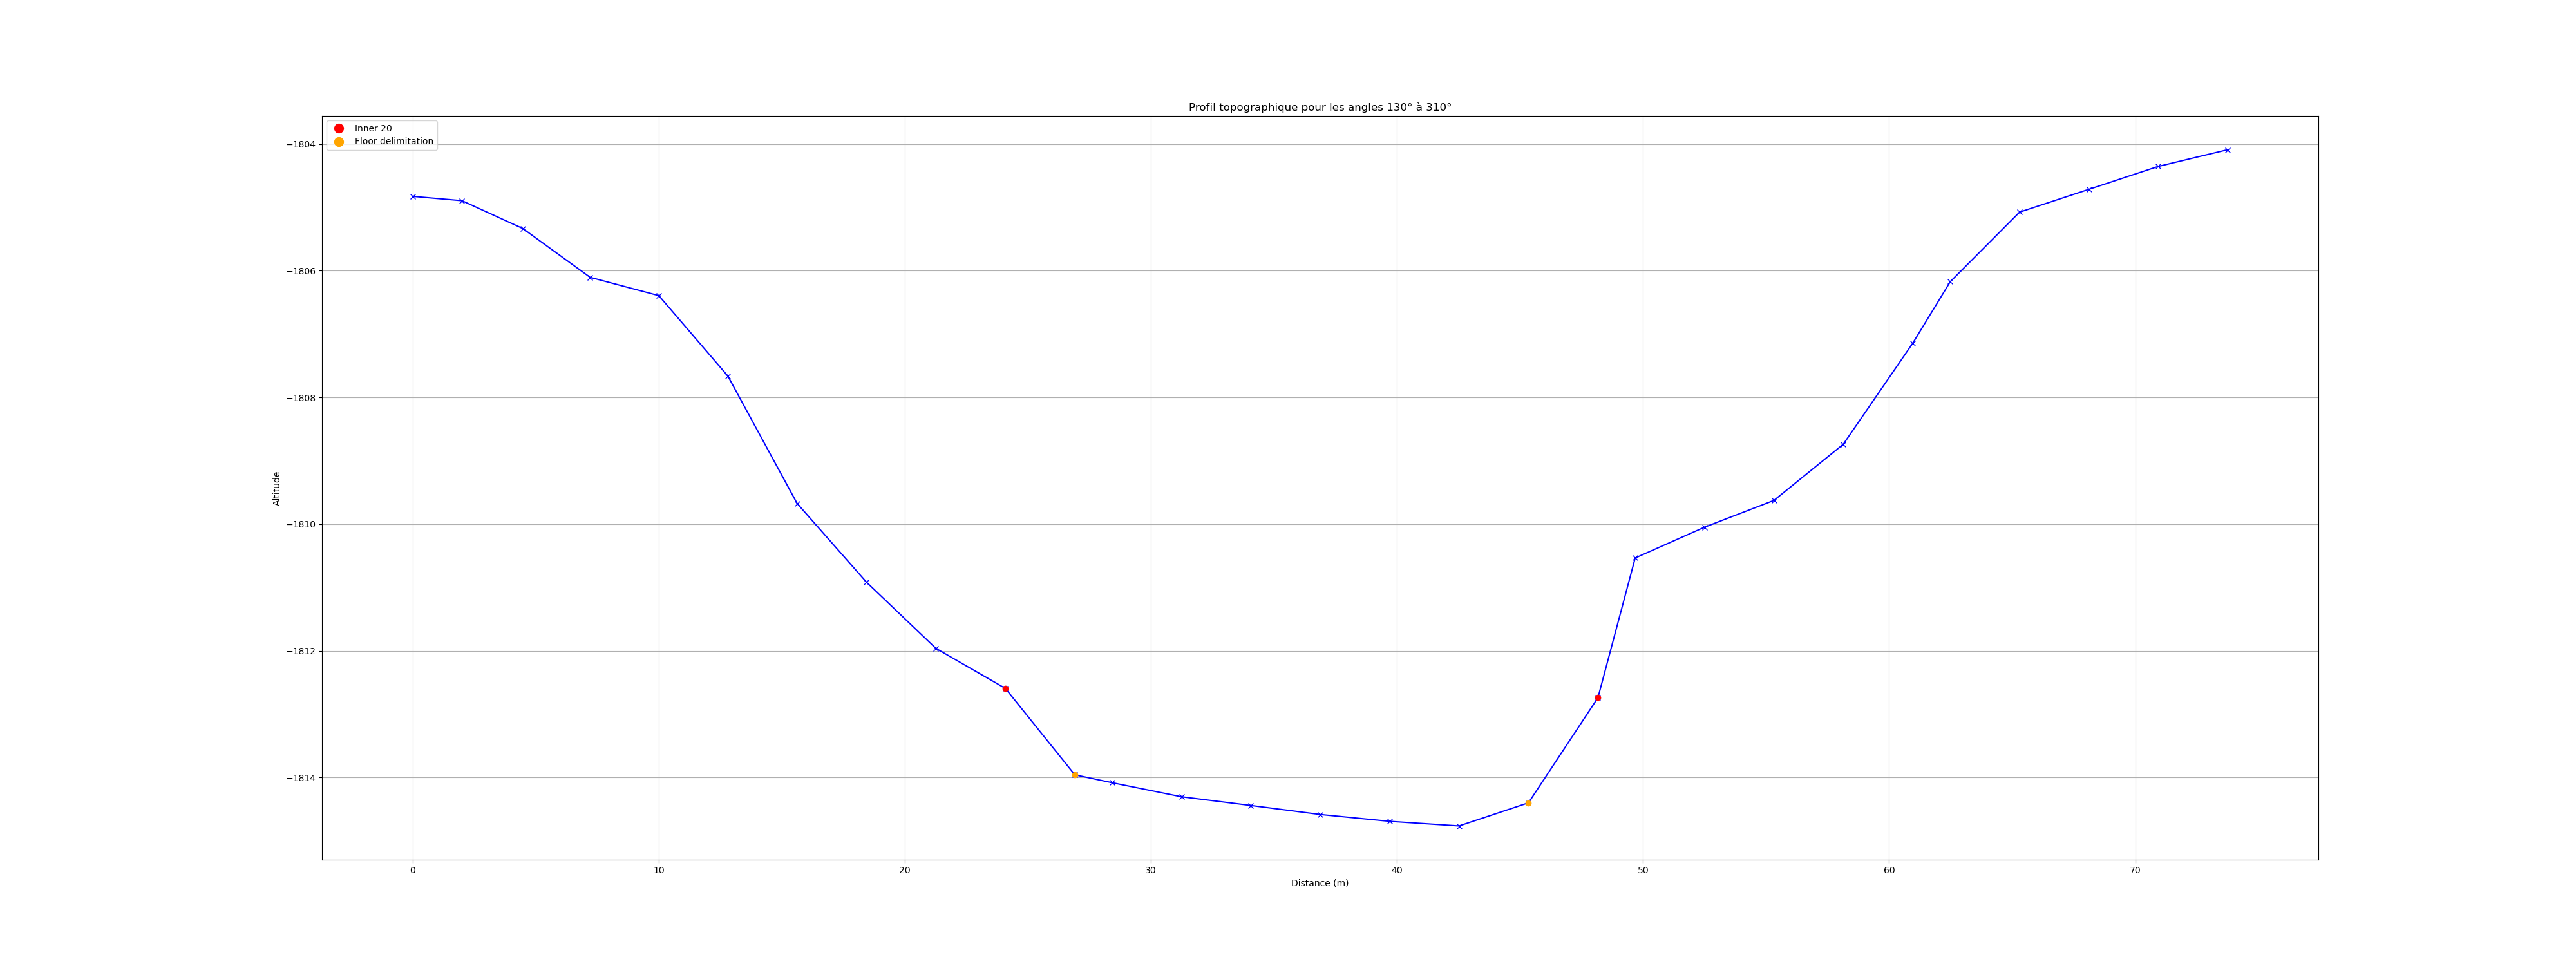 Profil topographique pour les angles 130° à 310°
Inner 20
Floor delimitation
−1804
−1806
−1808
−1810
−1812
−1814
Altitude
0 10 20 30 40 50 60 70
Distance (m)